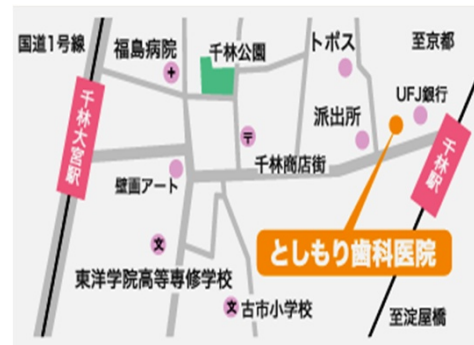 国道1号線
福島病院
千林公園
トポス
至京都
UFJ銀行
派出所
千林大宮駅
千林駅
千林商店街
壁画アート
としもり歯科医院
文
東洋学院高等専修学校
文 古市小学校
至淀屋橋